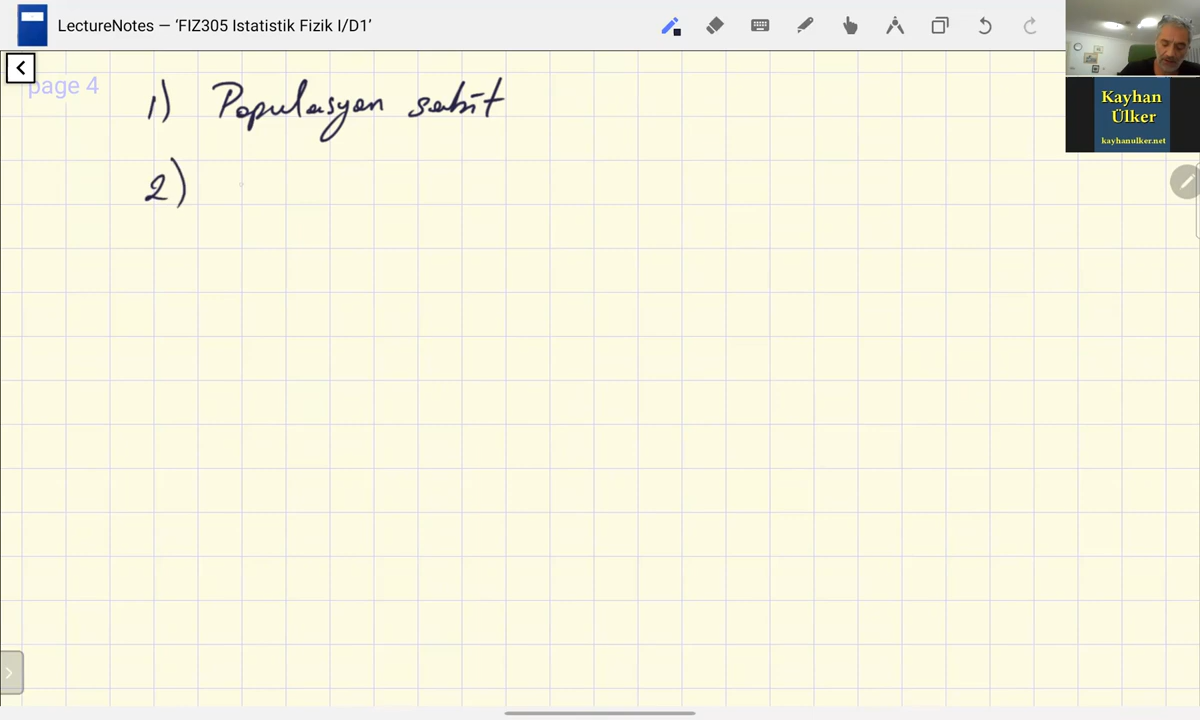 LectureNotes — ‘FIZ305 Istatistik Fizik I/D1’
page 4
Kayhan
Ülker
kayhanulker.net
1) Populasyon sabit
2)